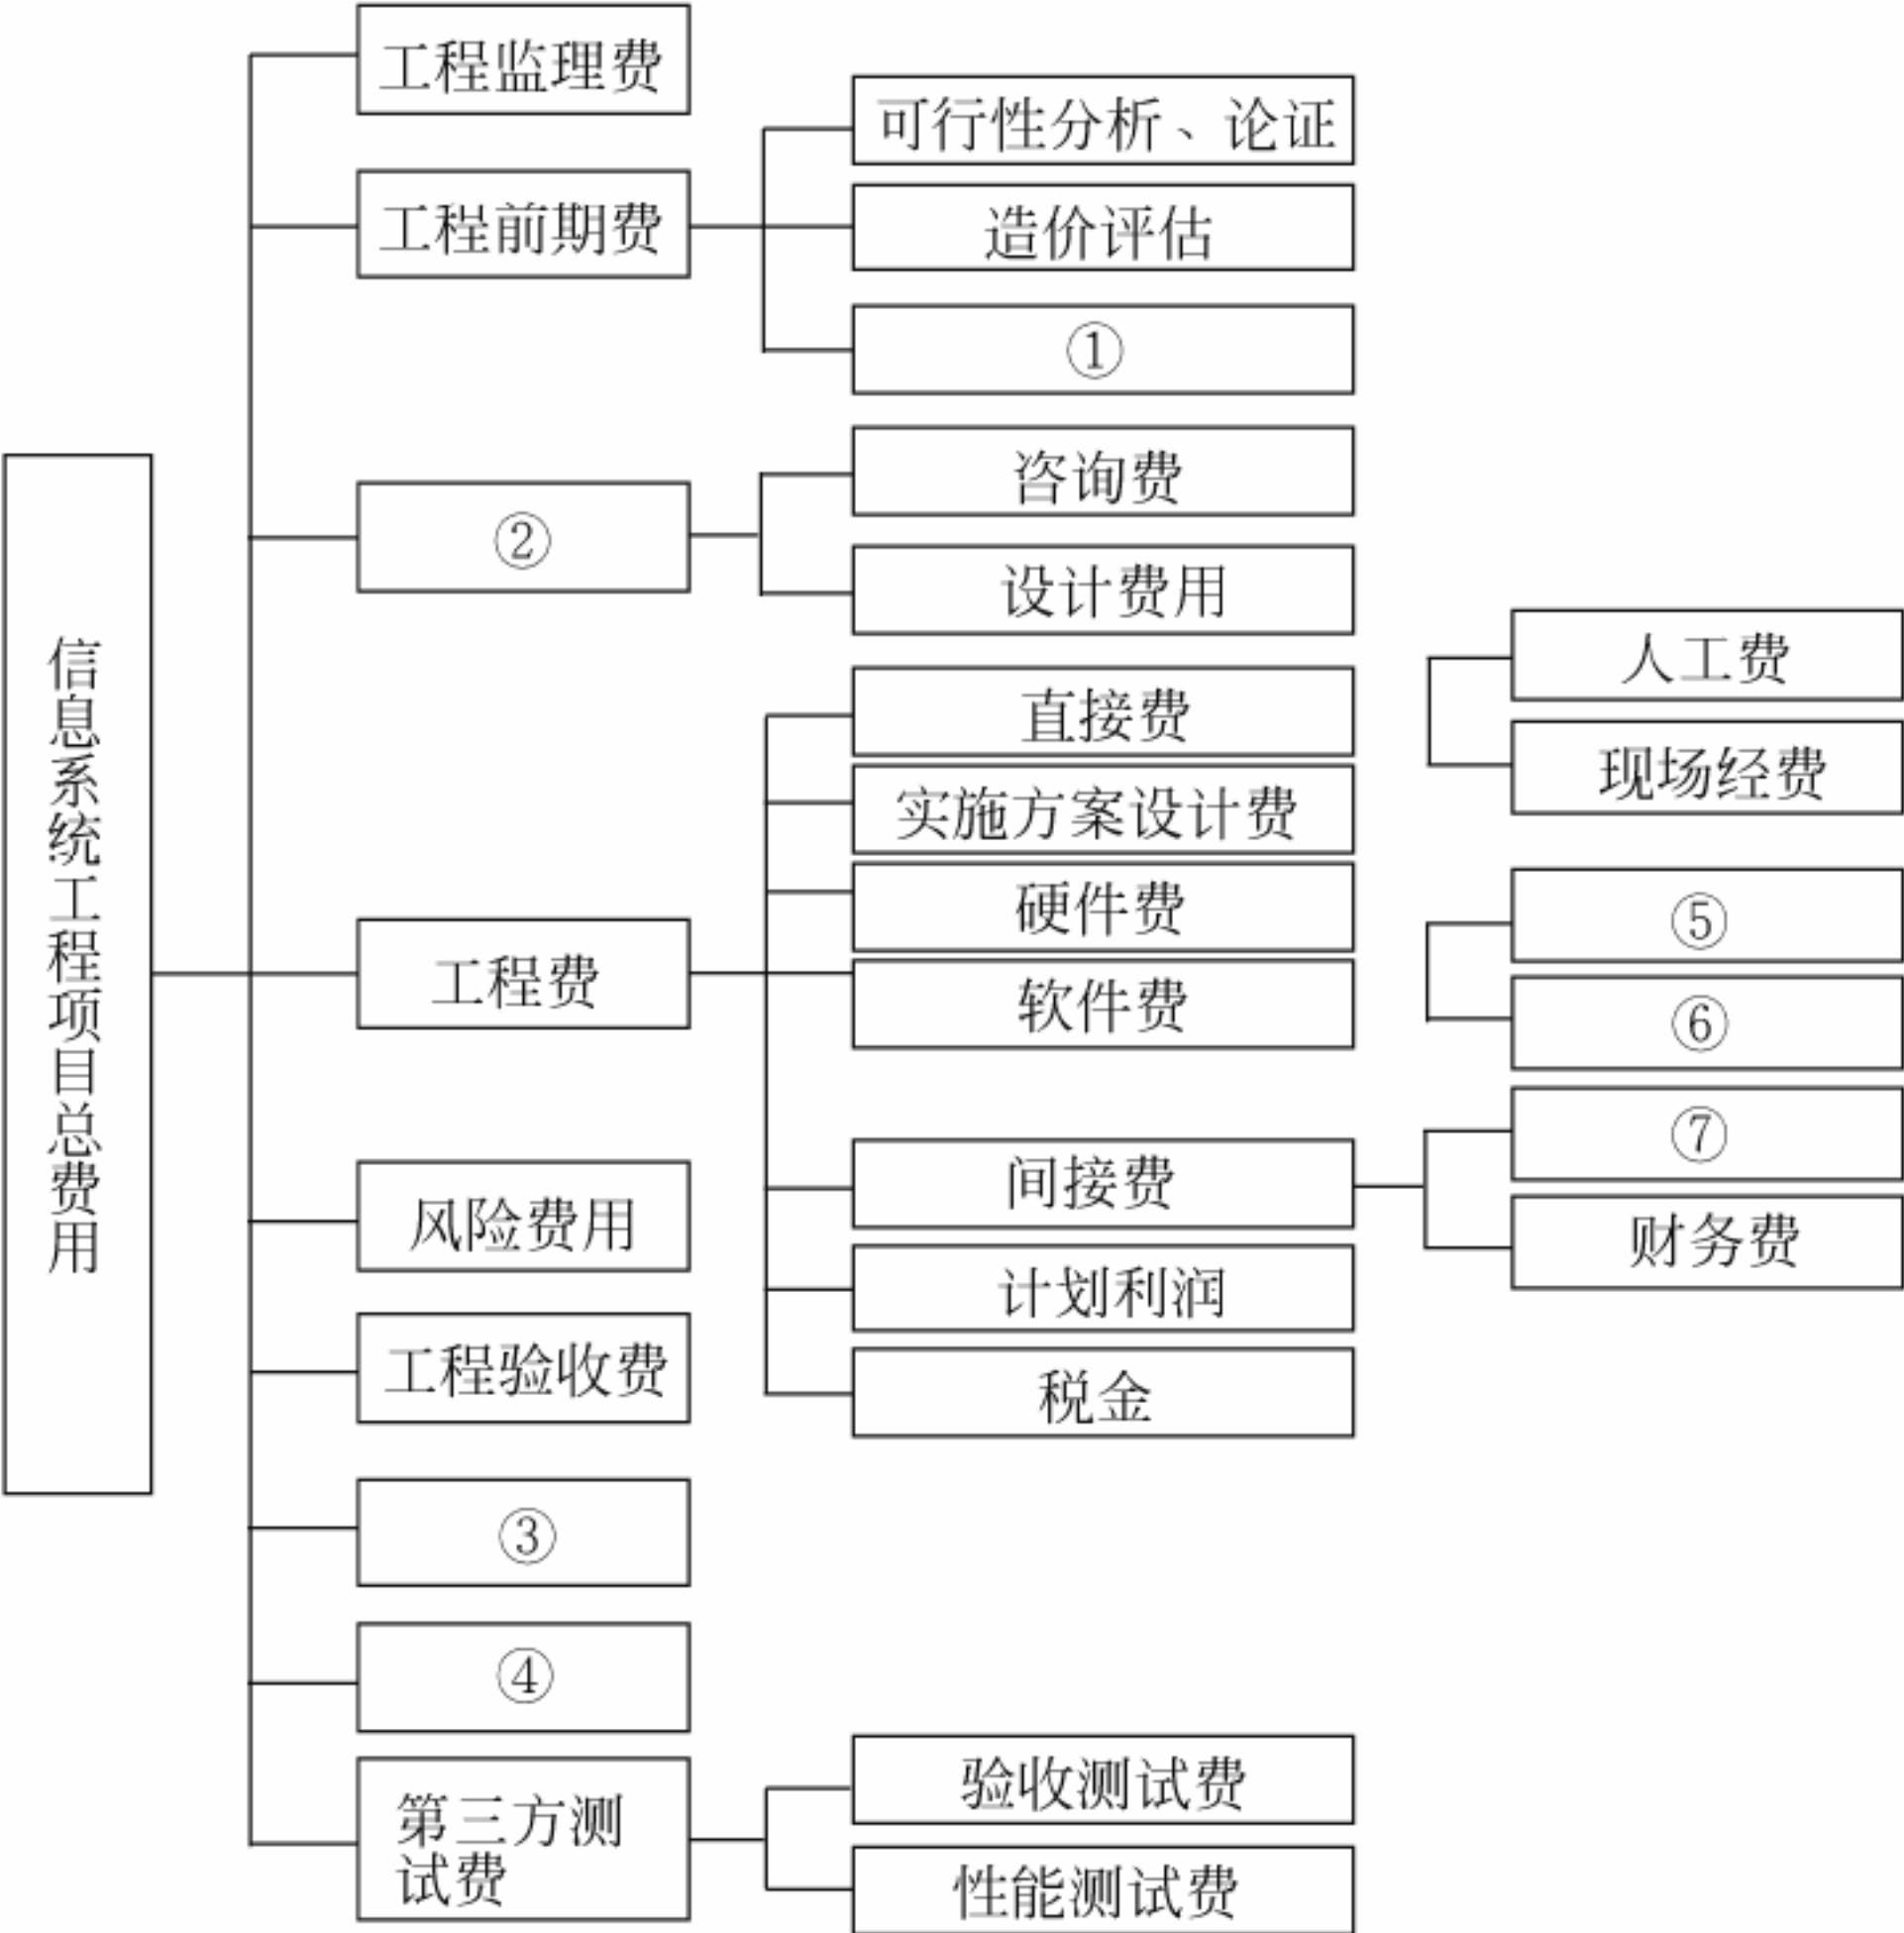 信息系统工程项目总费用
工程监理费
工程前期费
可行性分析、论证
造价评估
①
②
咨询费
设计费用
工程费
直接费
人工费
现场经费
实施方案设计费
硬件费
软件费
⑤
⑥
间接费
⑦
财务费
计划利润
税金
风险费用
工程验收费
③
④
第三方测
试费
验收测试费
性能测试费